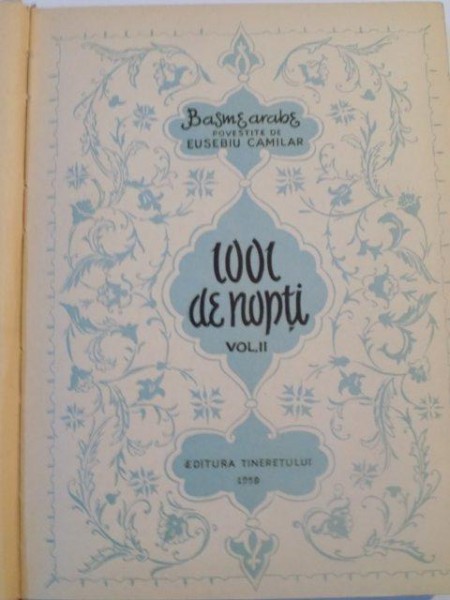 Basme arabe
POVESTITE DE
EUSEBIU CAMILAR
1001
de nopți
VOL. II
EDITURA TINERETULUI
1958